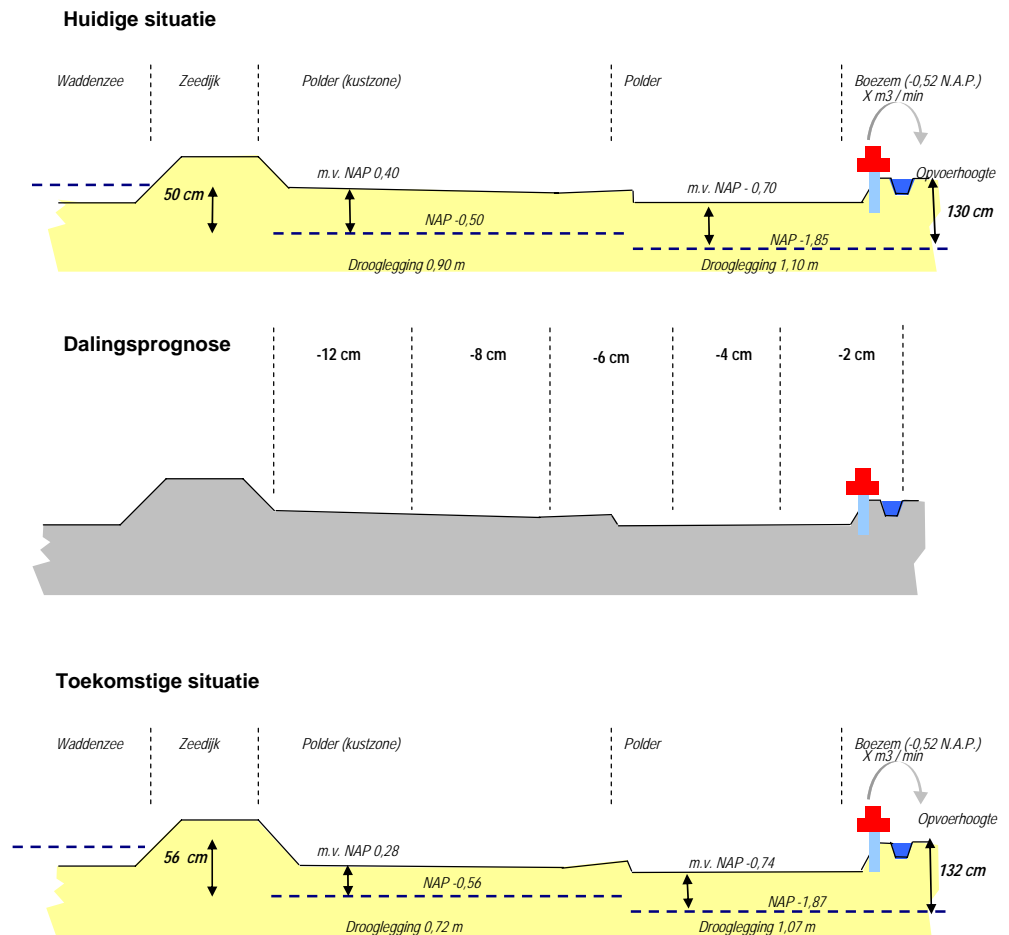 Huidige situatie
Waddenzee Zeedijk Polder (kustzone) Polder Boezem (-0,52 N.A.P.)
X m3 / min
m.v. NAP 0,40 Opvoerhoogte
50 cm m.v. NAP - 0,70
NAP -0,50 130 cm
NAP -1,85
Drooglegging 0,90 m Drooglegging 1,10 m
Dalingsprognose -12 cm -8 cm -6 cm -4 cm -2 cm
Toekomstige situatie
Waddenzee Zeedijk Polder (kustzone) Polder Boezem (-0,52 N.A.P.)
X m3 / min
Opvoerhoogte
56 cm m.v. NAP 0,28 m.v. NAP -0,74
NAP -0,56 132 cm
NAP -1,87
Drooglegging 0,72 m Drooglegging 1,07 m